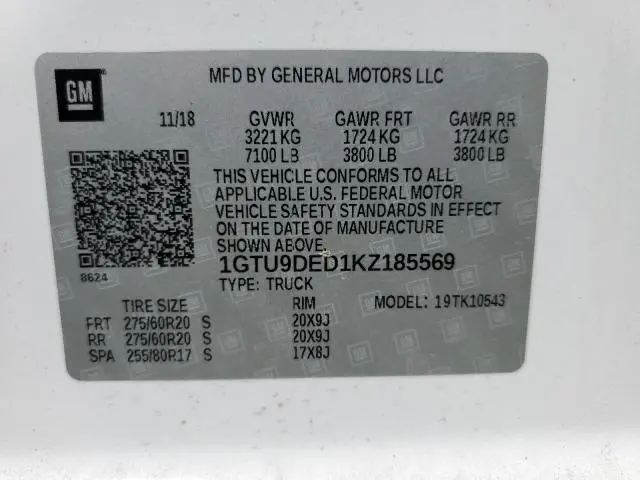 GM
MFD BY GENERAL MOTORS LLC
11/18 GVWR GAWR FRT GAWR RR
3221 KG 1724 KG 1724 KG
7100 LB 3800 LB 3800 LB
THIS VEHICLE CONFORMS TO ALL
APPLICABLE U.S. FEDERAL MOTOR
VEHICLE SAFETY STANDARDS IN EFFECT
ON THE DATE OF MANUFACTURE
SHOWN ABOVE.
8624
1GTU9DED1KZ185569
TYPE: TRUCK
TIRE SIZE RIM MODEL: 19TK10543
FRT 275/60R20 S 20X9J
RR 275/60R20 S 20X9J
SPA 255/80R17 S 17X8J